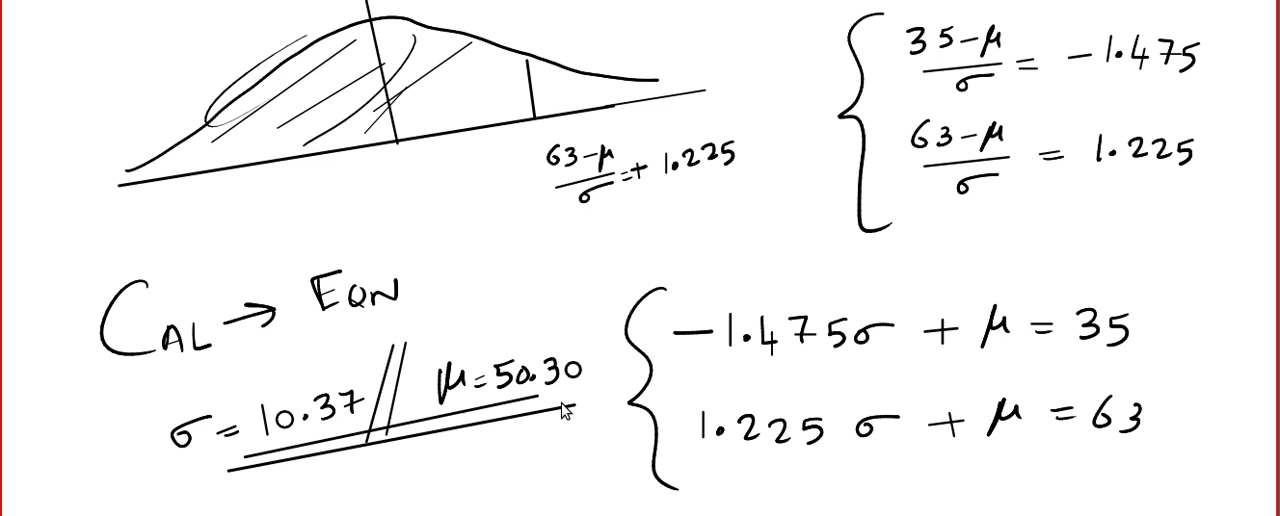 35-μ/σ = -1.475
63-μ/σ = 1.225
63-μ/σ = + 1.225
CAL → EQN
-1.475σ + μ = 35
σ = 10.37 // μ = 50.30
1.225 σ + μ = 63